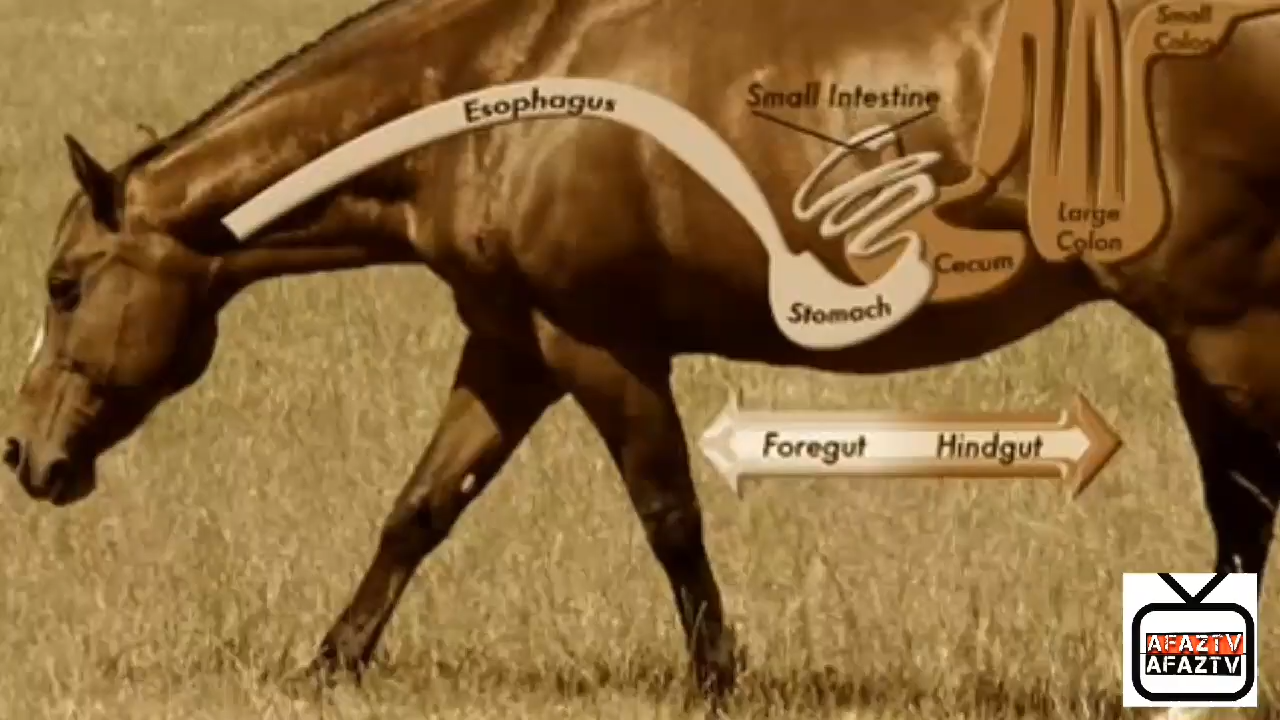 Small
Colon
Esophagus
Small Intestine
Large
Colon
Cecum
Stomach
Foregut
Hindgut
AFAZTV
AFAZTV